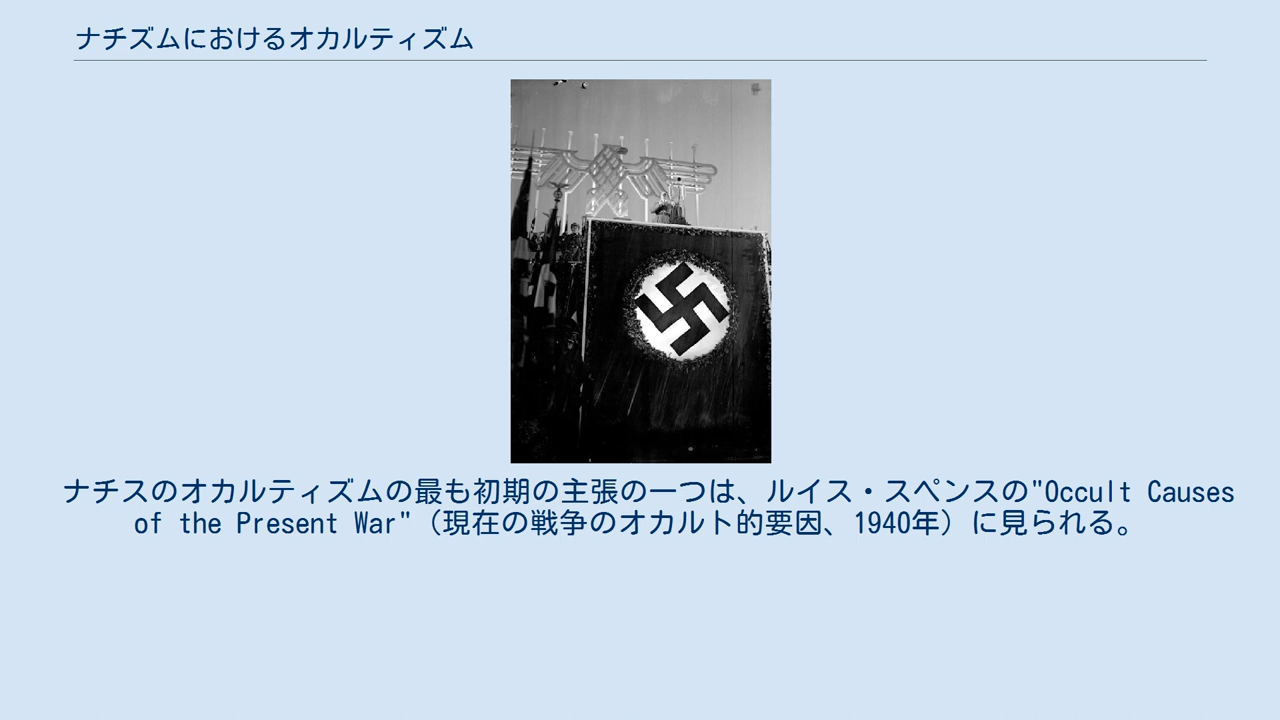 ナチズムにおけるオカルティズム
ナチスのオカルティズムの最も初期の主張の一つは、ルイス・スペンスの"Occult Causes
of the Present War"（現在の戦争のオカルト的要因、1940年）に見られる。